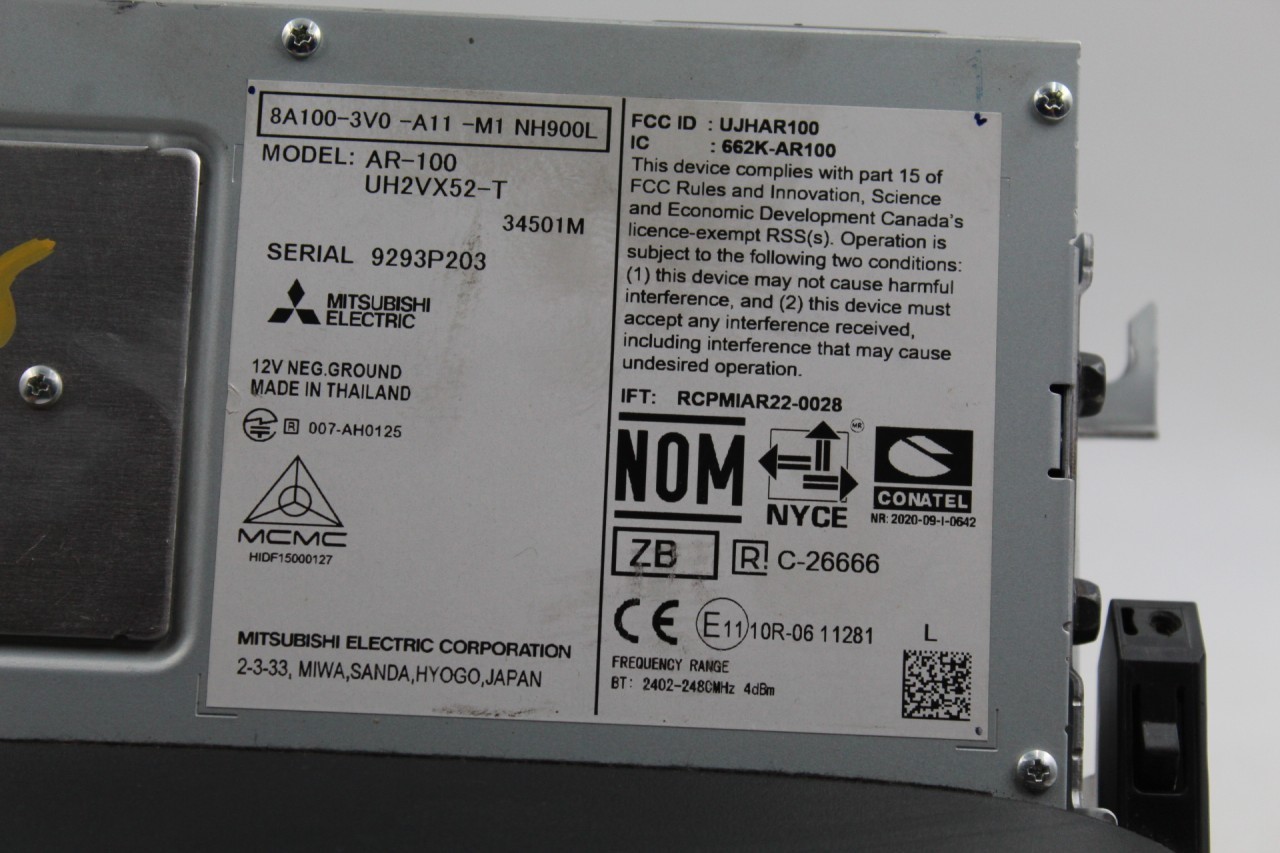 8A100-3V0 -A11 -M1 NH900L
MODEL: AR-100
UH2VX52-T
34501M
SERIAL 9293P203
MITSUBISHI
ELECTRIC
12V NEG.GROUND
MADE IN THAILAND
R 007-AH0125
MCMC
HIDF15000127
MITSUBISHI ELECTRIC CORPORATION
2-3-33, MIWA,SANDA,HYOGO,JAPAN
FCC ID : UJHAR100
IC : 662K-AR100
This device complies with part 15 of
FCC Rules and Innovation, Science
and Economic Development Canada's
licence-exempt RSS(s). Operation is
subject to the following two conditions:
(1) this device may not cause harmful
interference, and (2) this device must
accept any interference received,
including interference that may cause
undesired operation.
IFT: RCPMIAR22-0028
NOM
MR
NYCE
CONATEL
NR: 2020-09-I-0642
ZB R! C-26666
CE E11 10R-06 11281
L
FREQUENCY RANGE
BT: 2402-2480MHz 4dBm